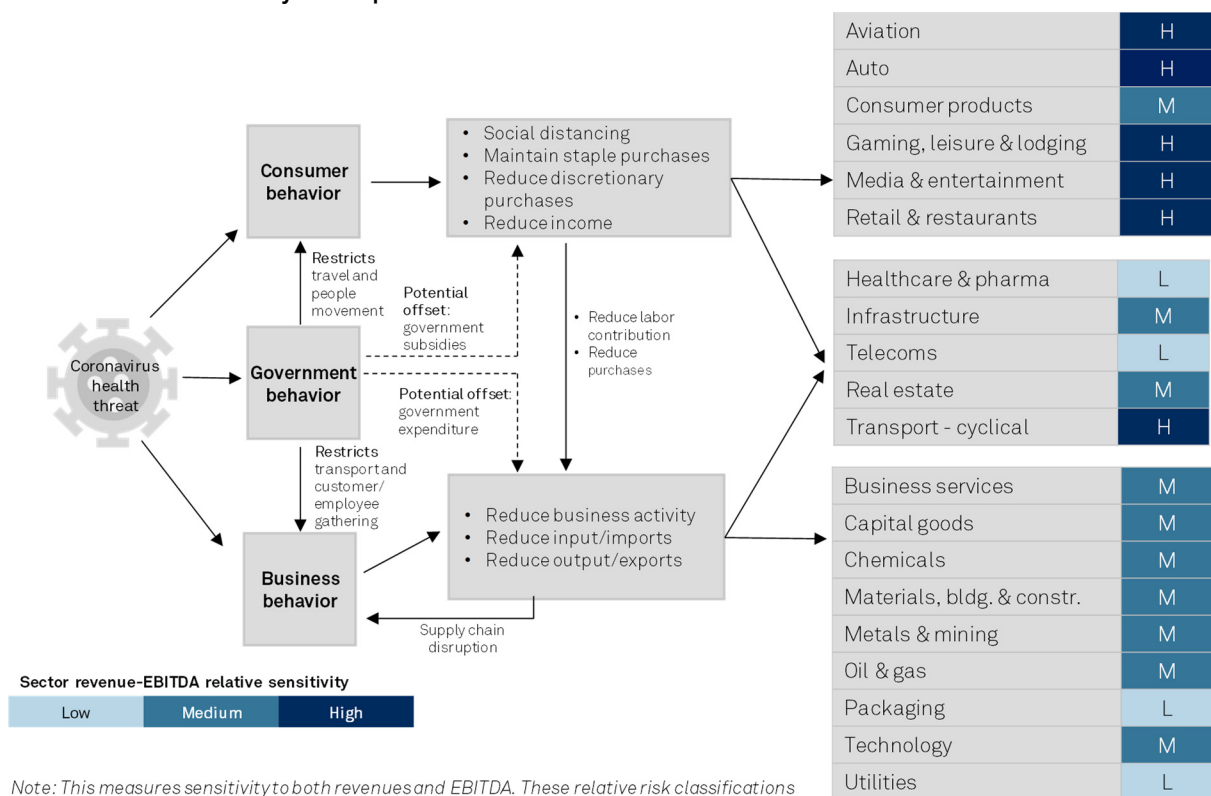 Coronavirus
health
threat
Consumer
behavior
• Social distancing
• Maintain staple purchases
• Reduce discretionary
purchases
• Reduce income
Restricts
travel and
people
movement
Potential
offset:
government
subsidies
• Reduce labor
contribution
• Reduce
purchases
Government
behavior
Potential offset:
government
expenditure
Restricts
transport and
customer/
employee
gathering
Business
behavior
• Reduce business activity
• Reduce input/imports
• Reduce output/exports
Supply chain
disruption
Aviation H
Auto H
Consumer products M
Gaming, leisure & lodging H
Media & entertainment H
Retail & restaurants H
Healthcare & pharma L
Infrastructure M
Telecoms L
Real estate M
Transport - cyclical H
Business services M
Capital goods M
Chemicals M
Materials, bldg. & constr. M
Metals & mining M
Oil & gas M
Packaging L
Technology M
Utilities L
Sector revenue-EBITDA relative sensitivity
Low Medium High
Note: This measures sensitivity to both revenues and EBITDA. These relative risk classifications